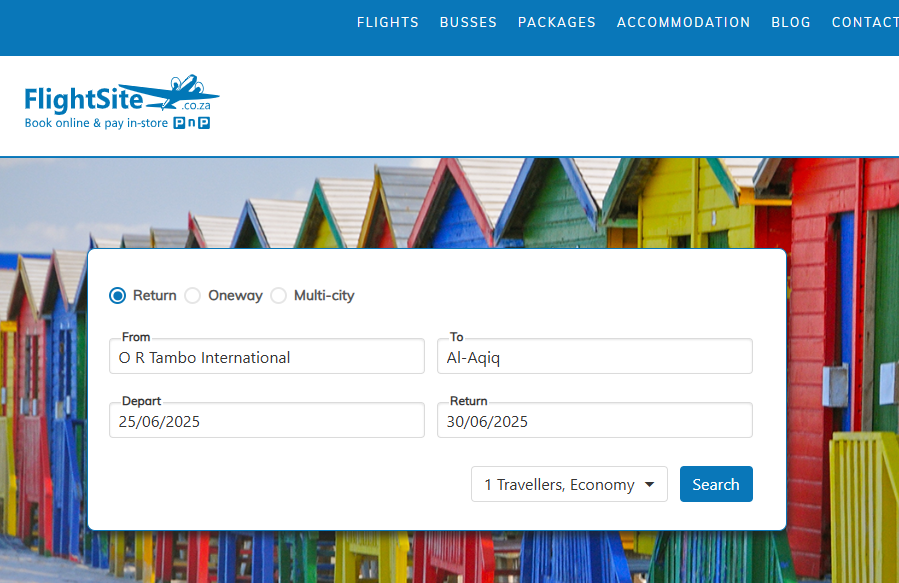 FLIGHTS BUSSES PACKAGES ACCOMMODATION BLOG CONTACT
FlightSite
.co.za
Book online & pay in-store PnP
Return Oneway Multi-city
From To
O R Tambo International Al-Aqiq
Depart Return
25/06/2025 30/06/2025
1 Travellers, Economy Search